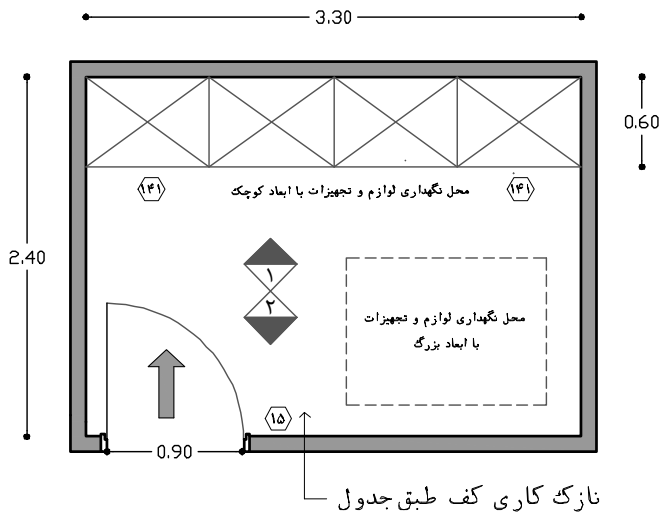 3.30
0.60
۱۴۱
محل نگهداری لوازم و تجهیزات با ابعاد کوچک
۱۴۱
2.40
۱
۲
محل نگهداری لوازم و تجهیزات
با ابعاد بزرگ
۱۵
0.90
نازک کاری کف طبق جدول